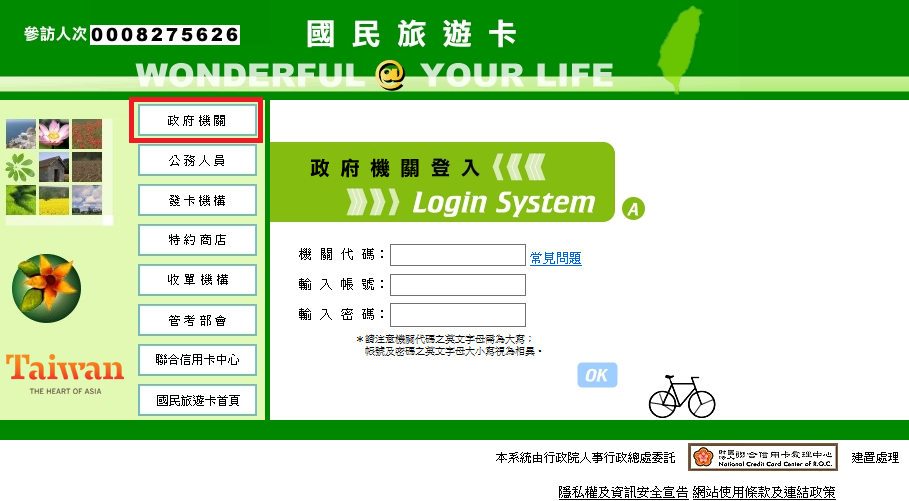 參訪人次 0008275626
國民旅遊卡
WONDERFUL @ YOUR LIFE
政府機關
公務人員
發卡機構
特約商店
收單機構
管考部會
聯合信用卡中心
國民旅遊卡首頁
Taiwan
THE HEART OF ASIA
政府機關登入
Login System
A
機關代碼：
常見問題
輸入帳號：
輸入密碼：
＊請注意機關代碼之英文字母需為大寫；
帳號及密碼之英文字母大小寫視為相異。
OK
本系統由行政院人事行政總處委託 財團法人聯合信用卡處理中心 建置處理
National Credit Card Center of R.O.C.
隱私權及資訊安全宣告 網站使用條款及連結政策